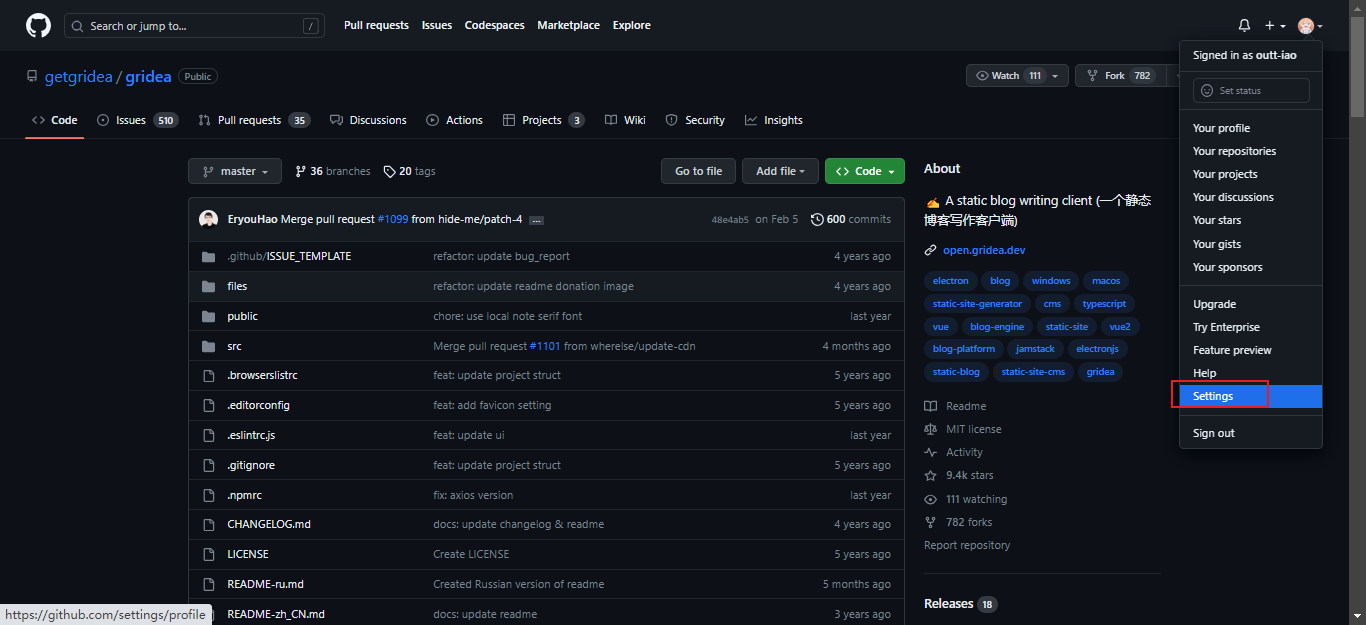 Search or jump to... /
Pull requests Issues Codespaces Marketplace Explore
Signed in as outt-iao
Set status
Your profile
Your repositories
Your projects
Your discussions
Your stars
Your gists
Your sponsors
Upgrade
Try Enterprise
Feature preview
Help
Settings
Sign out
getgridea / gridea Public
Watch 111
Fork 782
Code Issues 510 Pull requests 35 Discussions Actions Projects 3 Wiki Security Insights
master 36 branches 20 tags Go to file Add file Code
EryouHao Merge pull request #1099 from hide-me/patch-4 ... 48e4ab5 on Feb 5 600 commits
.github/ISSUE_TEMPLATE refactor: update bug_report 4 years ago
files refactor: update readme donation image 4 years ago
public chore: use local note serif font last year
src Merge pull request #1101 from wherelse/update-cdn 4 months ago
.browserslistrc feat: update project struct 5 years ago
.editorconfig feat: add favicon setting 5 years ago
.eslintrc.js feat: update ui last year
.gitignore feat: update project struct 5 years ago
.npmrc fix: axios version last year
CHANGELOG.md docs: update changelog & readme 4 years ago
LICENSE Create LICENSE 5 years ago
README-ru.md Created Russian version of readme 5 months ago
README-zh_CN.md docs: update readme 3 years ago
About
✍️ A static blog writing client (一个静态
博客写作客户端)
open.gridea.dev
electron blog windows macos
static-site-generator cms typescript
vue blog-engine static-site vue2
blog-platform jamstack electronjs
static-blog static-site-cms gridea
Readme
MIT license
Activity
9.4k stars
111 watching
782 forks
Report repository
Releases 18
https://github.com/settings/profile